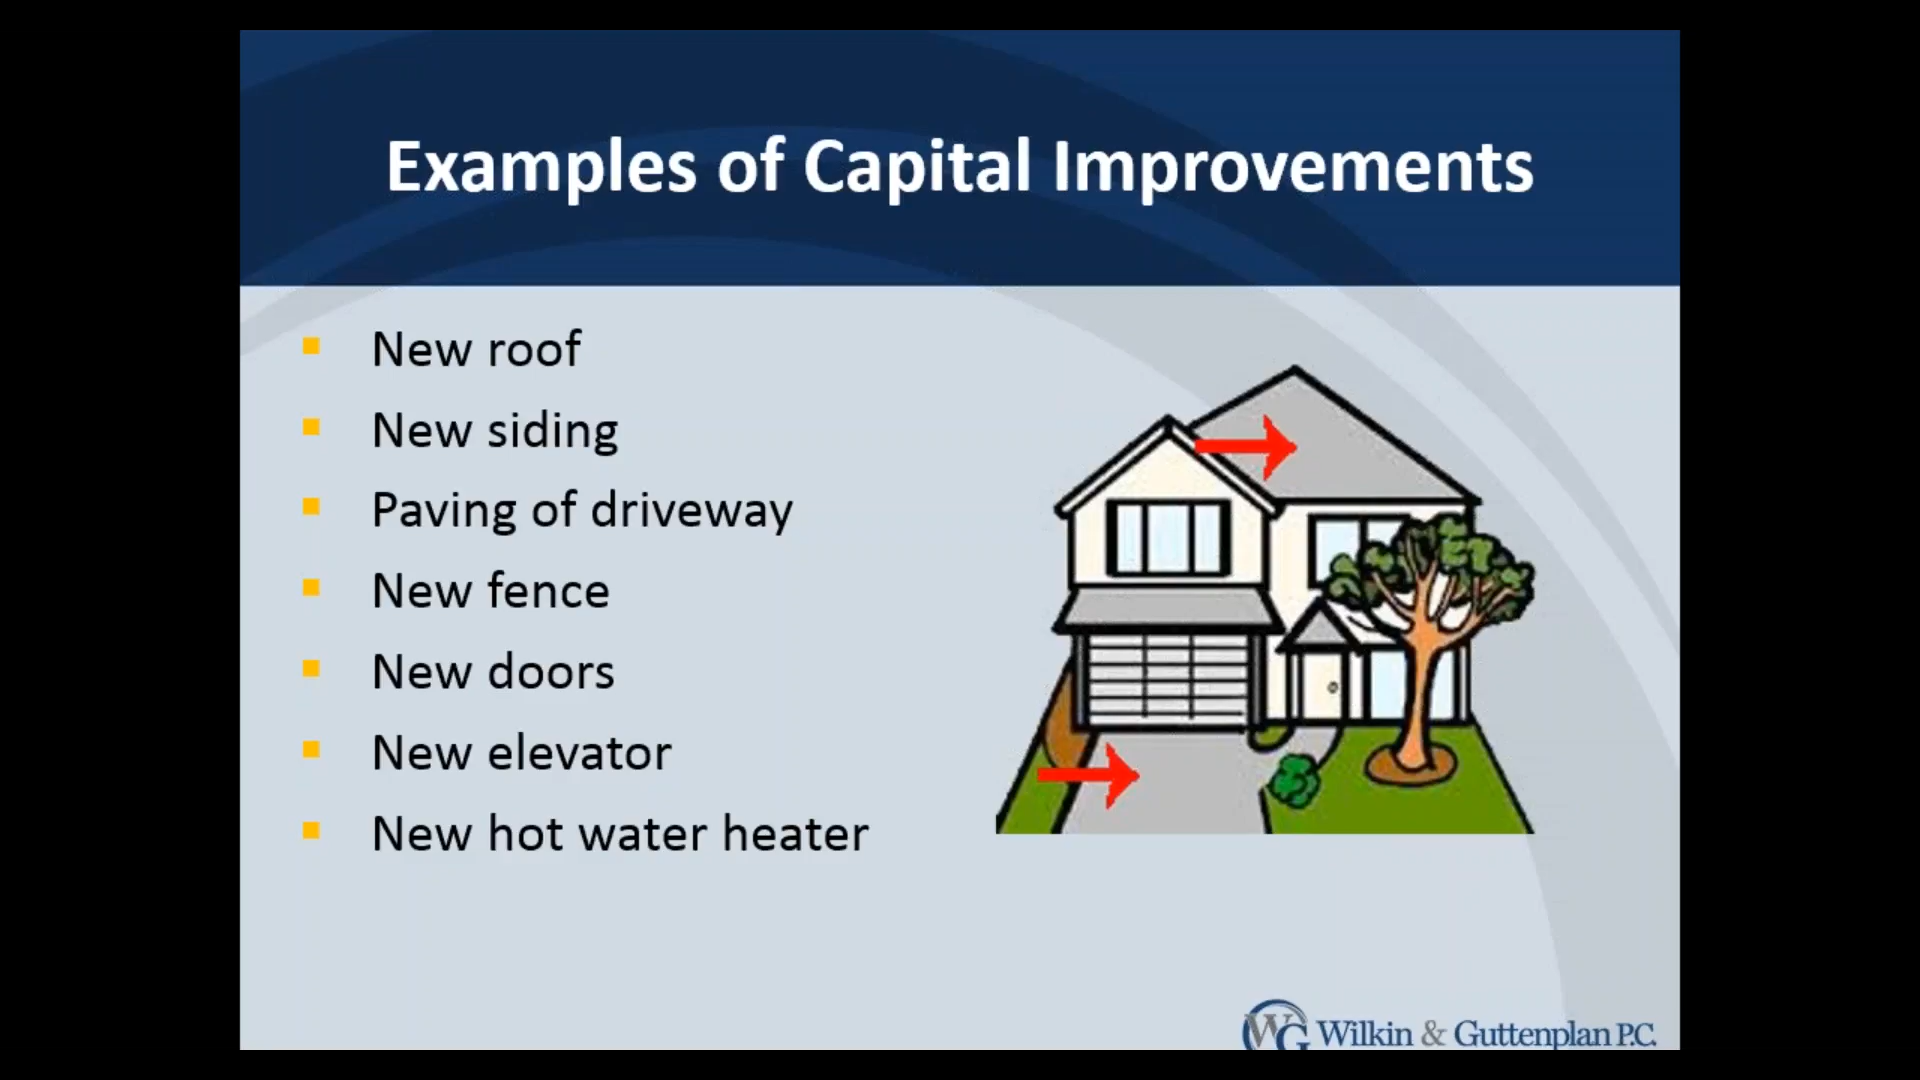 Examples of Capital Improvements
New roof
New siding
Paving of driveway
New fence
New doors
New elevator
New hot water heater
WG Wilkin & Guttenplan P.C.